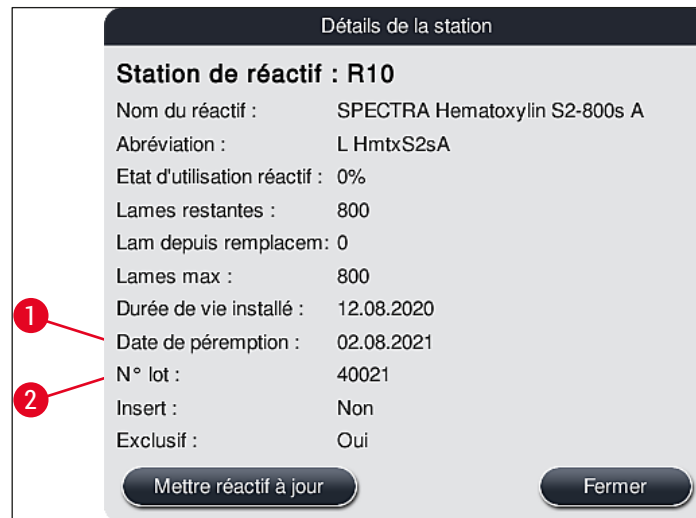 Détails de la station
Station de réactif : R10
Nom du réactif : SPECTRA Hematoxylin S2-800s A
Abréviation : L HmtxS2sA
Etat d'utilisation réactif : 0%
Lames restantes : 800
Lam depuis remplacem: 0
Lames max : 800
Durée de vie installé : 12.08.2020
1 Date de péremption : 02.08.2021
2 N° lot : 40021
Insert : Non
Exclusif : Oui
Mettre réactif à jour Fermer